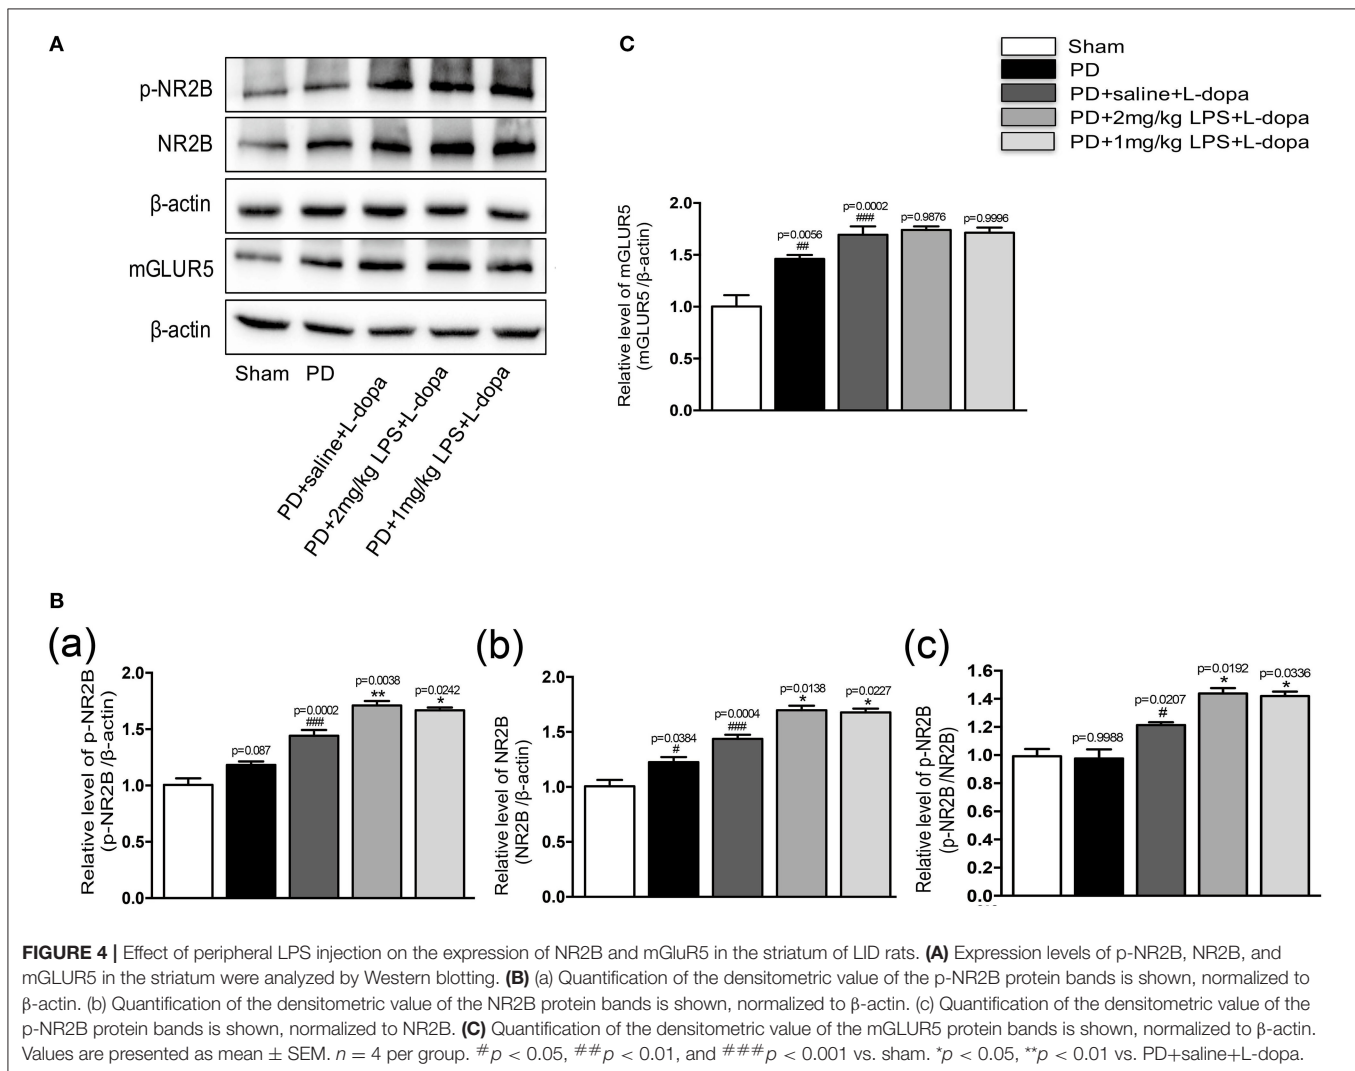 A
p-NR2B
NR2B
β-actin
mGLUR5
β-actin
Sham PD
PD+saline+L-dopa
PD+2mg/kg LPS+L-dopa
PD+1mg/kg LPS+L-dopa
C
Sham
PD
PD+saline+L-dopa
PD+2mg/kg LPS+L-dopa
PD+1mg/kg LPS+L-dopa
Relative level of mGLUR5
(mGLUR5 /β-actin)
2.0
1.5
1.0
0.5
0.0
p=0.0056
##
p=0.0002
###
p=0.9876
p=0.9996
B
(a)
Relative level of p-NR2B
(p-NR2B /β-actin)
2.0
1.5
1.0
0.5
0.0
p=0.087
p=0.0002
###
p=0.0038
**
p=0.0242
*
(b)
Relative level of NR2B
(NR2B /β-actin)
2.0
1.5
1.0
0.5
0.0
p=0.0384
#
p=0.0004
###
p=0.0138
*
p=0.0227
*
(c)
Relative level of p-NR2B
(p-NR2B /NR2B)
1.6
1.4
1.2
1.0
0.8
0.6
0.4
0.2
0.0
p=0.9988
p=0.0207
#
p=0.0192
*
p=0.0336
*
FIGURE 4 | Effect of peripheral LPS injection on the expression of NR2B and mGluR5 in the striatum of LID rats. (A) Expression levels of p-NR2B, NR2B, and
mGLUR5 in the striatum were analyzed by Western blotting. (B) (a) Quantification of the densitometric value of the p-NR2B protein bands is shown, normalized to
β-actin. (b) Quantification of the densitometric value of the NR2B protein bands is shown, normalized to β-actin. (c) Quantification of the densitometric value of the
p-NR2B protein bands is shown, normalized to NR2B. (C) Quantification of the densitometric value of the mGLUR5 protein bands is shown, normalized to β-actin.
Values are presented as mean ± SEM. n = 4 per group. #p < 0.05, ##p < 0.01, and ###p < 0.001 vs. sham. *p < 0.05, **p < 0.01 vs. PD+saline+L-dopa.